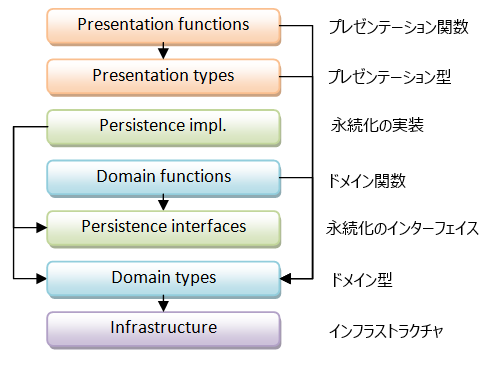 Presentation functions プレゼンテーション関数
Presentation types プレゼンテーション型
Persistence impl. 永続化の実装
Domain functions ドメイン関数
Persistence interfaces 永続化のインターフェイス
Domain types ドメイン型
Infrastructure インフラストラクチャ